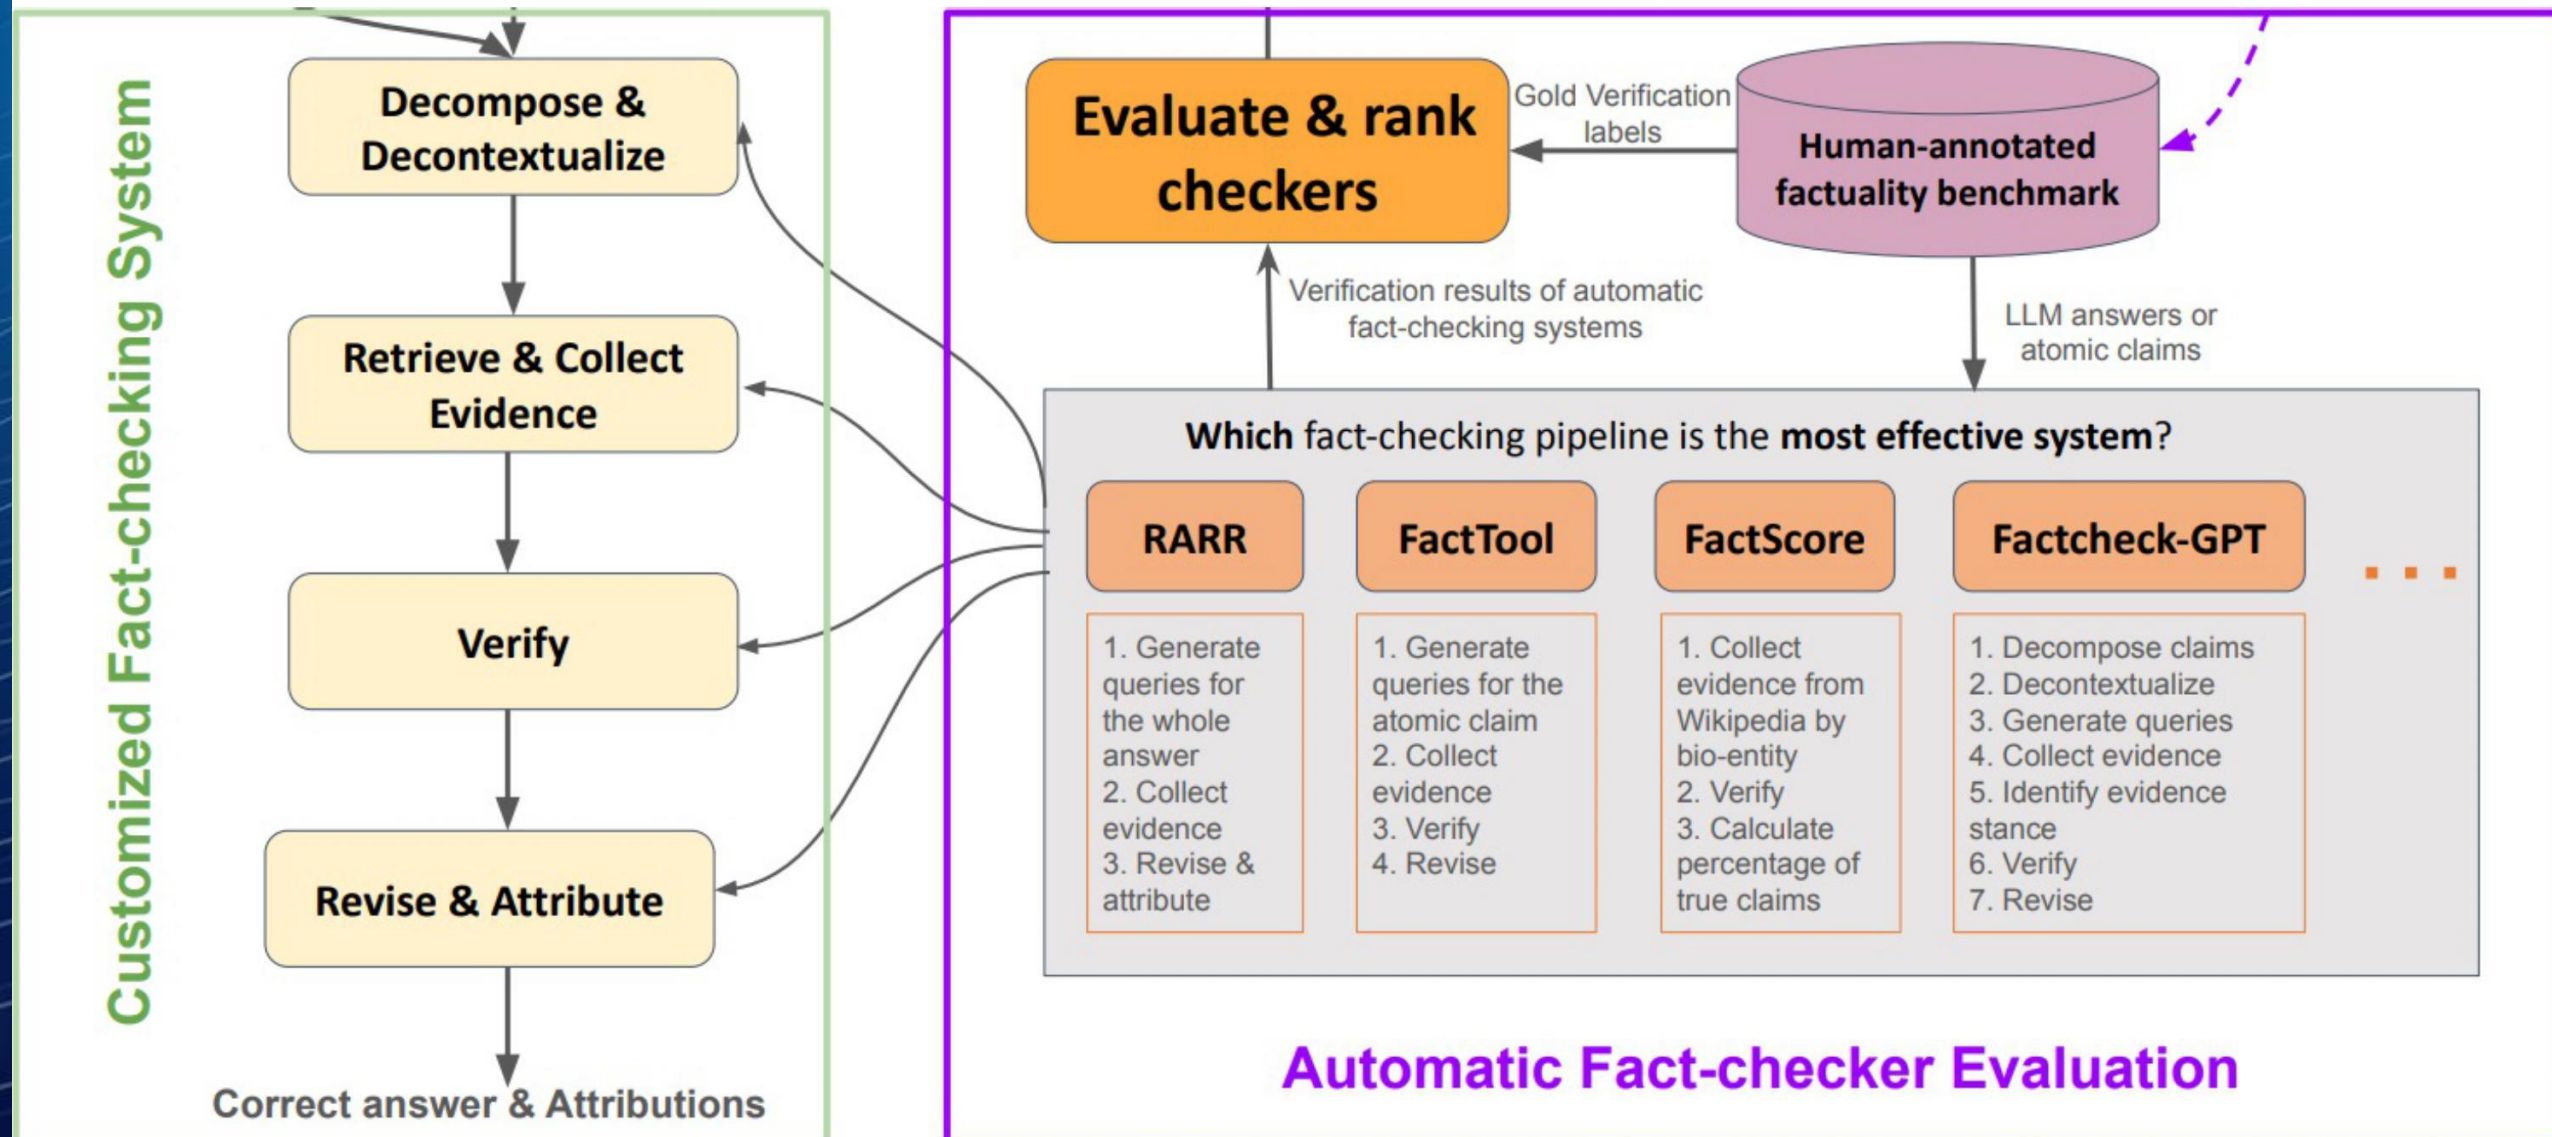 Customized Fact-checking System
Decompose &
Decontextualize
Retrieve & Collect
Evidence
Verify
Revise & Attribute
Correct answer & Attributions
Evaluate & rank
checkers
Gold Verification
labels
Human-annotated
factuality benchmark
Verification results of automatic
fact-checking systems
LLM answers or
atomic claims
Which fact-checking pipeline is the most effective system?
RARR
1. Generate
queries for
the whole
answer
2. Collect
evidence
3. Revise &
attribute
FactTool
1. Generate
queries for the
atomic claim
2. Collect
evidence
3. Verify
4. Revise
FactScore
1. Collect
evidence from
Wikipedia by
bio-entity
2. Verify
3. Calculate
percentage of
true claims
Factcheck-GPT
1. Decompose claims
2. Decontextualize
3. Generate queries
4. Collect evidence
5. Identify evidence
stance
6. Verify
7. Revise
. . .
Automatic Fact-checker Evaluation